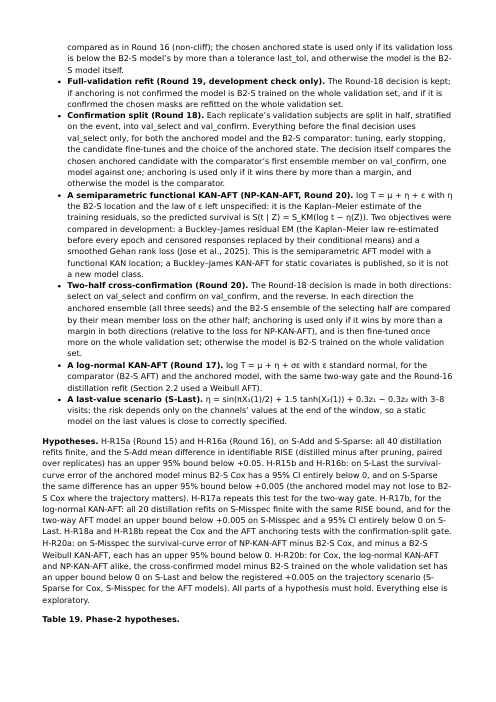 compared as in Round 16 (non-cliff); the chosen anchored state is used only if its validation loss
is below the B2-S model's by more than a tolerance last_tol, and otherwise the model is the B2-
S model itself.
• Full-validation refit (Round 19, development check only). The Round-18 decision is kept;
if anchoring is not confirmed the model is B2-S trained on the whole validation set, and if it is
confirmed the chosen masks are refitted on the whole validation set.
• Confirmation split (Round 18). Each replicate's validation subjects are split in half, stratified
on the event, into val_select and val_confirm. Everything before the final decision uses
val_select only, for both the anchored model and the B2-S comparator: tuning, early stopping,
the candidate fine-tunes and the choice of the anchored state. The decision itself compares the
chosen anchored candidate with the comparator's first ensemble member on val_confirm, one
model against one; anchoring is used only if it wins there by more than a margin, and
otherwise the model is the comparator.
• A semiparametric functional KAN-AFT (NP-KAN-AFT, Round 20). log T = μ + η + ε with η
the B2-S location and the law of ε left unspecified: it is the Kaplan–Meier estimate of the
training residuals, so the predicted survival is S(t | Z) = S_KM(log t − η(Z)). Two objectives were
compared in development: a Buckley–James residual EM (the Kaplan–Meier law re-estimated
before every epoch and censored responses replaced by their conditional means) and a
smoothed Gehan rank loss (Jose et al., 2025). This is the semiparametric AFT model with a
functional KAN location; a Buckley–James KAN-AFT for static covariates is published, so it is not
a new model class.
• Two-half cross-confirmation (Round 20). The Round-18 decision is made in both directions:
select on val_select and confirm on val_confirm, and the reverse. In each direction the
anchored ensemble (all three seeds) and the B2-S ensemble of the selecting half are compared
by their mean member loss on the other half; anchoring is used only if it wins by more than a
margin in both directions (relative to the loss for NP-KAN-AFT), and is then fine-tuned once
more on the whole validation set; otherwise the model is B2-S trained on the whole validation
set.
• A log-normal KAN-AFT (Round 17). log T = μ + η + σε with ε standard normal, for the
comparator (B2-S AFT) and the anchored model, with the same two-way gate and the Round-16
distillation refit (Section 2.2 used a Weibull AFT).
• A last-value scenario (S-Last). η = sin(πX₁(1)/2) + 1.5 tanh(X₂(1)) + 0.3z₁ − 0.3z₂ with 3–8
visits: the risk depends only on the channels' values at the end of the window, so a static
model on the last values is close to correctly specified.
Hypotheses. H-R15a (Round 15) and H-R16a (Round 16), on S-Add and S-Sparse: all 40 distillation
refits finite, and the S-Add mean difference in identifiable RISE (distilled minus after pruning, paired
over replicates) has an upper 95% bound below +0.05. H-R15b and H-R16b: on S-Last the survival-
curve error of the anchored model minus B2-S Cox has a 95% CI entirely below 0, and on S-Sparse
the same difference has an upper 95% bound below +0.005 (the anchored model may not lose to B2-
S Cox where the trajectory matters). H-R17a repeats this test for the two-way gate. H-R17b, for the
log-normal KAN-AFT: all 20 distillation refits on S-Misspec finite with the same RISE bound, and for the
two-way AFT model an upper bound below +0.005 on S-Misspec and a 95% CI entirely below 0 on S-
Last. H-R18a and H-R18b repeat the Cox and the AFT anchoring tests with the confirmation-split gate.
H-R20a: on S-Misspec the survival-curve error of NP-KAN-AFT minus B2-S Cox, and minus a B2-S
Weibull KAN-AFT, each has an upper 95% bound below 0. H-R20b: for Cox, the log-normal KAN-AFT
and NP-KAN-AFT alike, the cross-confirmed model minus B2-S trained on the whole validation set has
an upper bound below 0 on S-Last and below the registered +0.005 on the trajectory scenario (S-
Sparse for Cox, S-Misspec for the AFT models). All parts of a hypothesis must hold. Everything else is
exploratory.
Table 19. Phase-2 hypotheses.